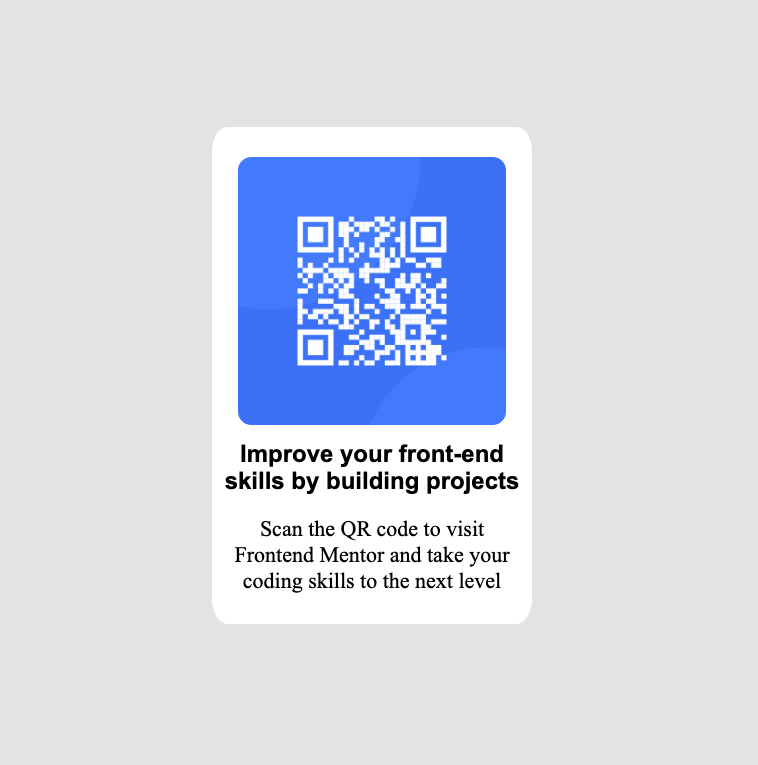 Improve your front-end
skills by building projects
Scan the QR code to visit
Frontend Mentor and take your
coding skills to the next level